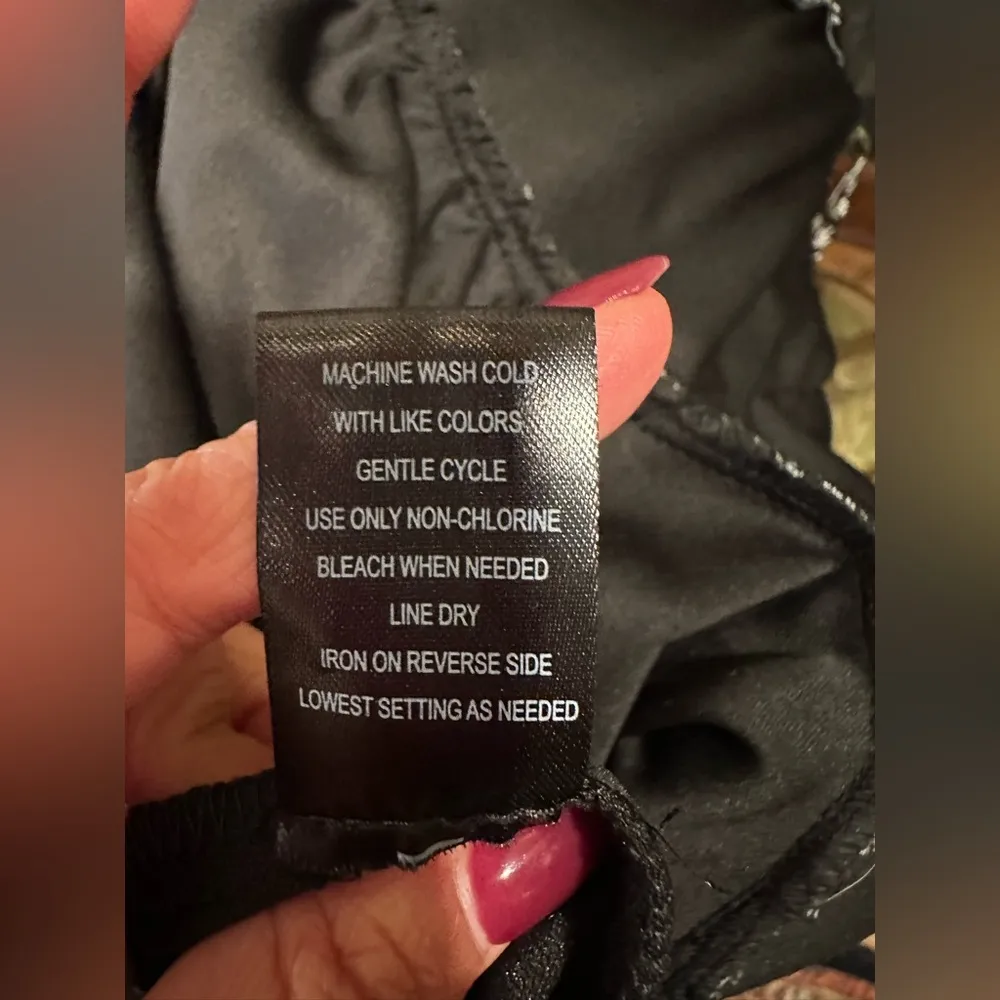 MACHINE WASH COLD
WITH LIKE COLORS
GENTLE CYCLE
USE ONLY NON-CHLORINE
BLEACH WHEN NEEDED
LINE DRY
IRON ON REVERSE SIDE
LOWEST SETTING AS NEEDED